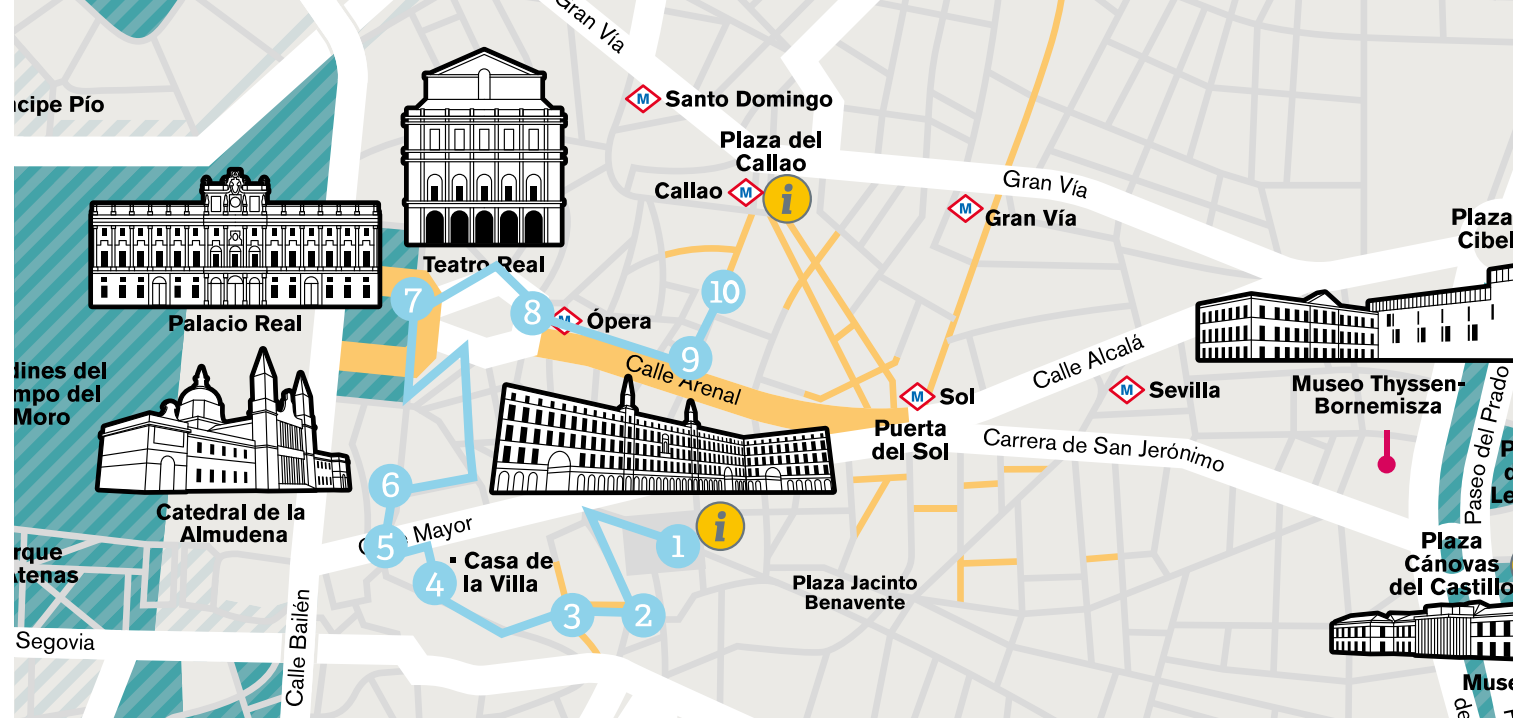 Gran Vía
ncipe Pío
M Santo Domingo
Plaza del
Callao
Callao M
i
Gran Vía
M
Gran Vía
Plaza
Cibel
Teatro Real
7
8
10
M Ópera
Palacio Real
9
Calle Arenal
Calle Alcalá
dines del
mpo del
Moro
M Sol
M Sevilla
Museo Thyssen-
Bornemisza
Puerta
del Sol
Carrera de San Jerónimo
Paseo del Prado
P
d
Le
6
Catedral de la
Almudena
Mayor
5
1
i
rque
Atenas
Casa de
la Villa
4
3
2
Plaza Jacinto
Benavente
Plaza
Cánovas
del Castillo
Segovia
Calle Bailén
Muse
de